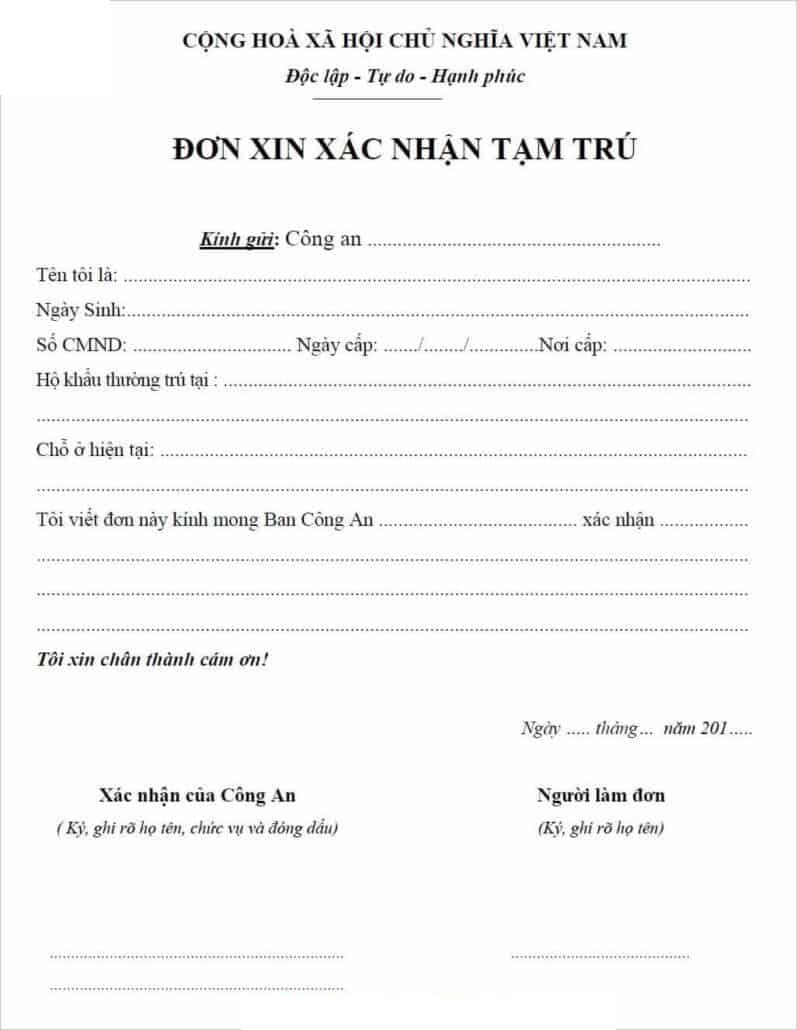 CỘNG HOÀ XÃ HỘI CHỦ NGHĨA VIỆT NAM
Độc lập - Tự do - Hạnh phúc
ĐƠN XIN XÁC NHẬN TẠM TRÚ
Kính gửi: Công an ......................................................
Tên tôi là: ....................................................................................................................
Ngày Sinh:....................................................................................................................
Số CMND: ............................. Ngày cấp: ......./......./.............Nơi cấp: ..........................
Hộ khẩu thường trú tại : .................................................................................................
....................................................................................................................................
Chỗ ở hiện tại: .............................................................................................................
....................................................................................................................................
Tôi viết đơn này kính mong Ban Công An ..................................... xác nhận .................
....................................................................................................................................
....................................................................................................................................
....................................................................................................................................
Tôi xin chân thành cám ơn!
Ngày ..... tháng... năm 201.....
Xác nhận của Công An Người làm đơn
( Ký, ghi rõ họ tên, chức vụ và đóng dấu) (Ký, ghi rõ họ tên)
...................................................... .................................
......................................................